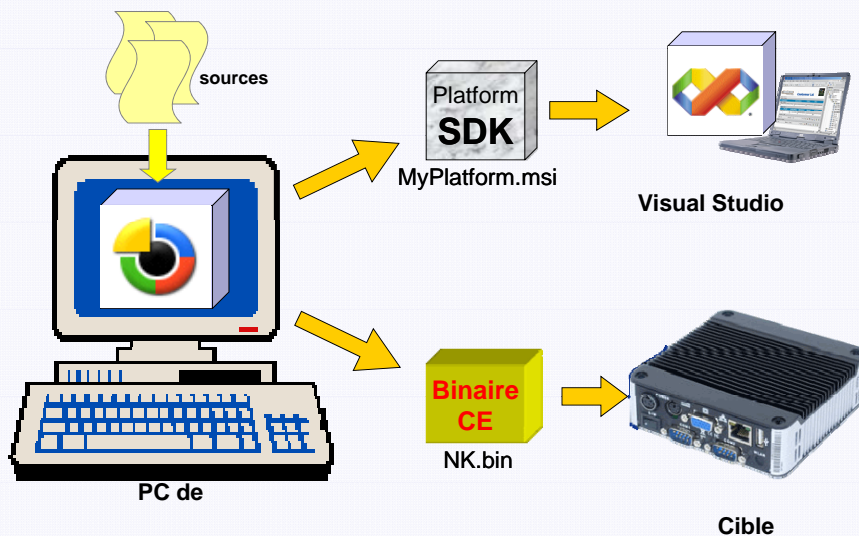 sources
Platform
SDK
MyPlatform.msi
Visual Studio
Binaire
CE
NK.bin
PC de
Cible